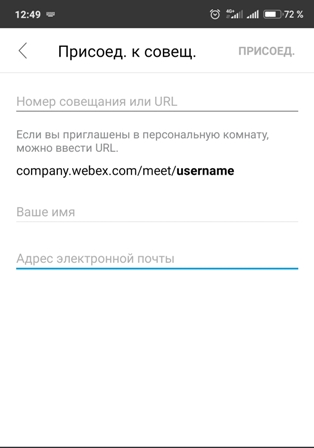 12:49 4G+ 72 %
Присоед. к совещ. ПРИСОЕД.
Номер совещания или URL
Если вы приглашены в персональную комнату,
можно ввести URL.
company.webex.com/meet/username
Ваше имя
Адрес электронной почты